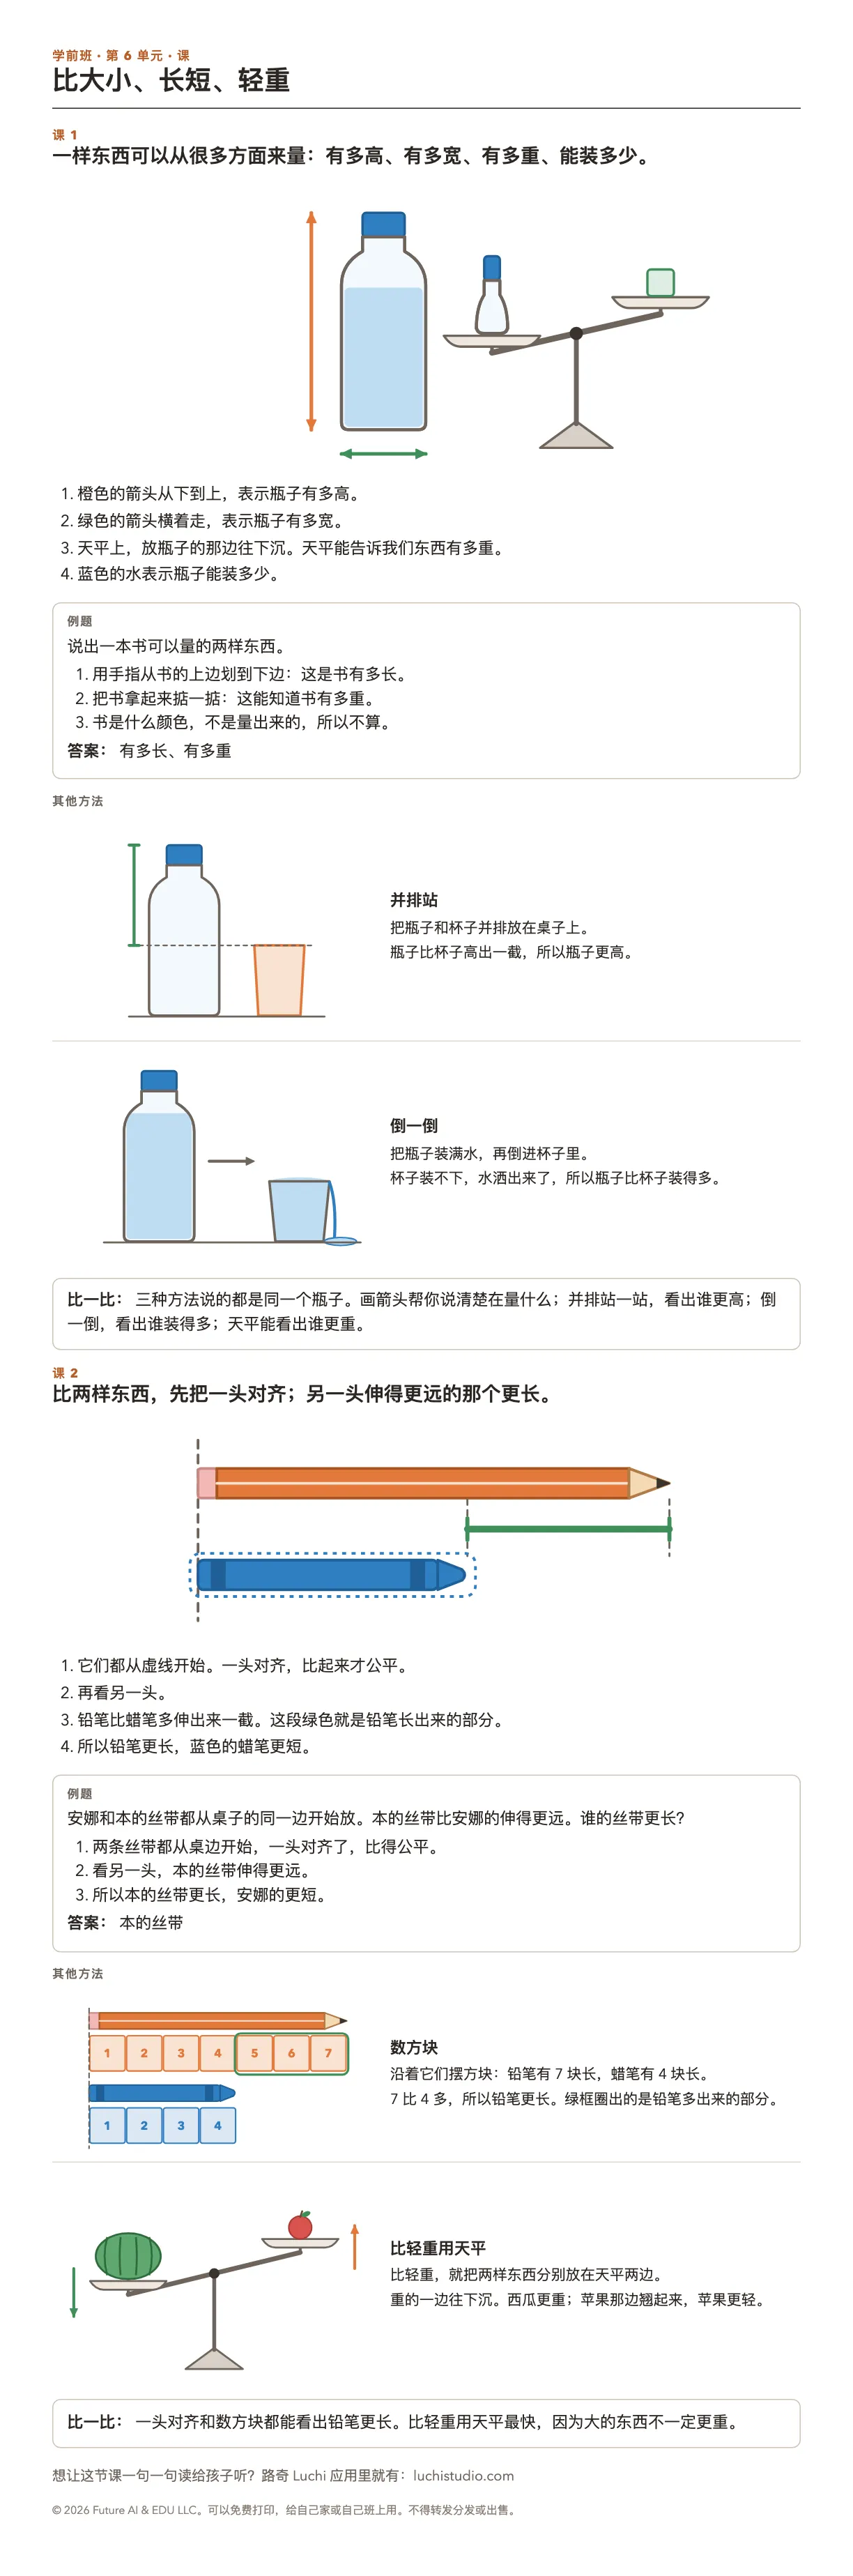 学前班 · 第 6 单元 · 课
比大小、长短、轻重
课 1
一样东西可以从很多方面来量：有多高、有多宽、有多重、能装多少。
1. 橙色的箭头从下到上，表示瓶子有多高。
2. 绿色的箭头横着走，表示瓶子有多宽。
3. 天平上，放瓶子的那边往下沉。天平能告诉我们东西有多重。
4. 蓝色的水表示瓶子能装多少。
例题
说出一本书可以量的两样东西。
1. 用手指从书的上边划到下边：这是书有多长。
2. 把书拿起来掂一掂：这能知道书有多重。
3. 书是什么颜色，不是量出来的，所以不算。
答案： 有多长、有多重
其他方法
并排站
把瓶子和杯子并排放在桌子上。
瓶子比杯子高出一截，所以瓶子更高。
倒一倒
把瓶子装满水，再倒进杯子里。
杯子装不下，水洒出来了，所以瓶子比杯子装得多。
比一比： 三种方法说的都是同一个瓶子。画箭头帮你说清楚在量什么；并排站一站，看出谁更高；倒
一倒，看出谁装得多；天平能看出谁更重。
课 2
比两样东西，先把一头对齐；另一头伸得更远的那个更长。
1. 它们都从虚线开始。一头对齐，比起来才公平。
2. 再看另一头。
3. 铅笔比蜡笔多伸出来一截。这段绿色就是铅笔长出来的部分。
4. 所以铅笔更长，蓝色的蜡笔更短。
例题
安娜和本的丝带都从桌子的同一边开始放。本的丝带比安娜的伸得更远。谁的丝带更长？
1. 两条丝带都从桌边开始，一头对齐了，比得公平。
2. 看另一头，本的丝带伸得更远。
3. 所以本的丝带更长，安娜的更短。
答案： 本的丝带
其他方法
1 2 3 4 5 6 7
1 2 3 4
数方块
沿着它们摆方块：铅笔有 7 块长，蜡笔有 4 块长。
7 比 4 多，所以铅笔更长。绿框圈出的是铅笔多出来的部分。
比轻重用天平
比轻重，就把两样东西分别放在天平两边。
重的一边往下沉。西瓜更重；苹果那边翘起来，苹果更轻。
比一比： 一头对齐和数方块都能看出铅笔更长。比轻重用天平最快，因为大的东西不一定更重。
想让这节课一句一句读给孩子听？路奇 Luchi 应用里就有：luchistudio.com
© 2026 Future AI & EDU LLC。可以免费打印，给自己家或自己班上用。不得转发分发或出售。